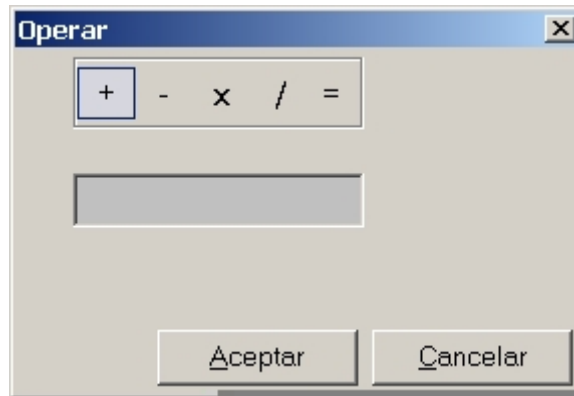 Operar
+ - x / =
Aceptar Cancelar